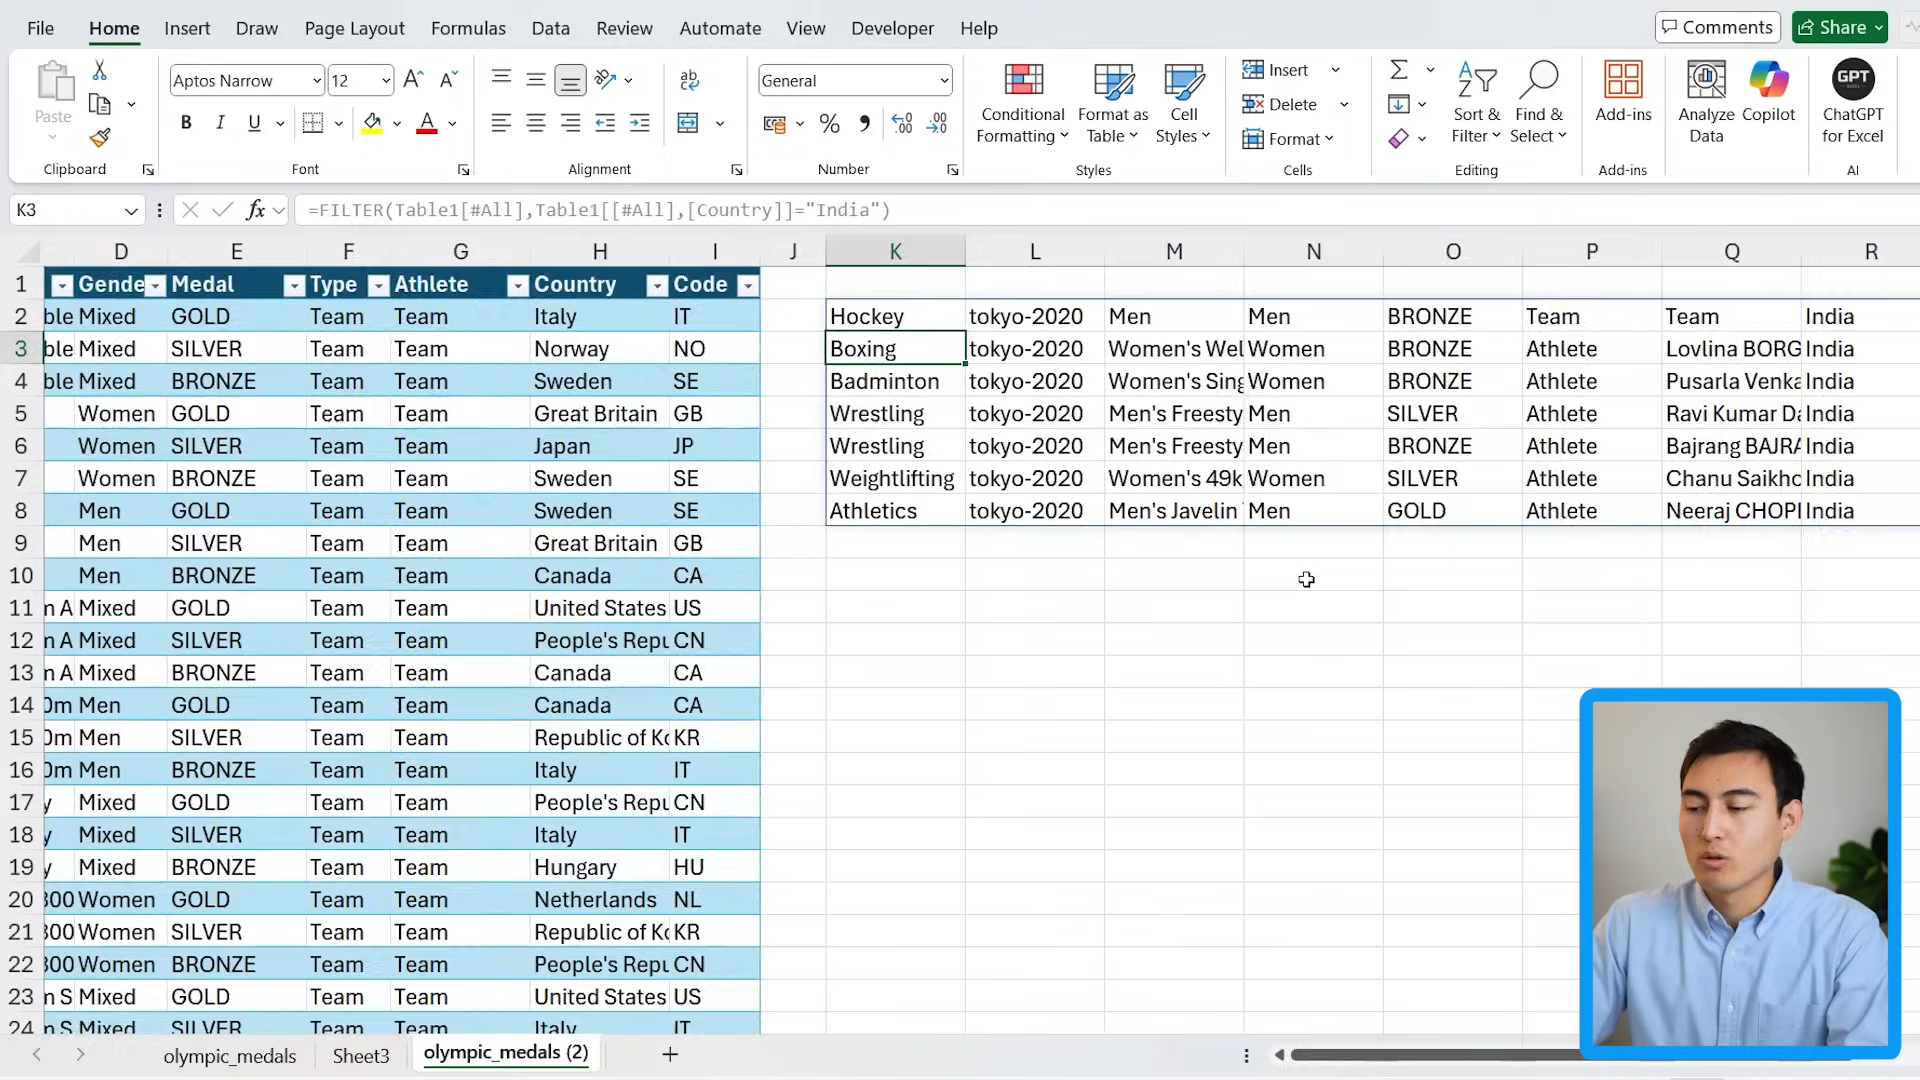 File Home Insert Draw Page Layout Formulas Data Review View Automate Developer Help Comments Share
Aptos Narrow 12 General Insert
Paste Conditional Formatting Format as Table Cell Styles Delete Sort & Filter Find & Select Add-ins Analyze Data Copilot GPT ChatGPT for Excel
B I U Format
Clipboard Font Alignment Number Styles Cells Editing Add-ins AI
K3 fx =FILTER(Table1[#All],Table1[[#All],[Country]]="India")
D E F G H I J K L M N O P Q R
1 Gende Medal Type Athlete Country Code
2 ble Mixed GOLD Team Team Italy IT Hockey tokyo-2020 Men Men BRONZE Team Team India
3 ble Mixed SILVER Team Team Norway NO Boxing tokyo-2020 Women's Wel Women BRONZE Athlete Lovlina BORG India
4 ble Mixed BRONZE Team Team Sweden SE Badminton tokyo-2020 Women's Sing Women BRONZE Athlete Pusarla Venka India
5 Women GOLD Team Team Great Britain GB Wrestling tokyo-2020 Men's Freesty Men SILVER Athlete Ravi Kumar Da India
6 Women SILVER Team Team Japan JP Wrestling tokyo-2020 Men's Freesty Men BRONZE Athlete Bajrang BAJRA India
7 Women BRONZE Team Team Sweden SE Weightlifting tokyo-2020 Women's 49k Women SILVER Athlete Chanu Saikho India
8 Men GOLD Team Team Sweden SE Athletics tokyo-2020 Men's Javelin Men GOLD Athlete Neeraj CHOP India
9 Men SILVER Team Team Great Britain GB
10 Men BRONZE Team Team Canada CA
11 n A Mixed GOLD Team Team United States US
12 n A Mixed SILVER Team Team People's Repu CN
13 n A Mixed BRONZE Team Team Canada CA
14 0m Men GOLD Team Team Canada CA
15 0m Men SILVER Team Team Republic of Ko KR
16 0m Men BRONZE Team Team Italy IT
17 y Mixed GOLD Team Team People's Repu CN
18 y Mixed SILVER Team Team Italy IT
19 y Mixed BRONZE Team Team Hungary HU
20 300 Women GOLD Team Team Netherlands NL
21 300 Women SILVER Team Team Republic of Ko KR
22 300 Women BRONZE Team Team People's Repu CN
23 n S Mixed GOLD Team Team United States US
24 n S Mixed SILVER Team Team Italy IT
olympic_medals Sheet3 olympic_medals (2)